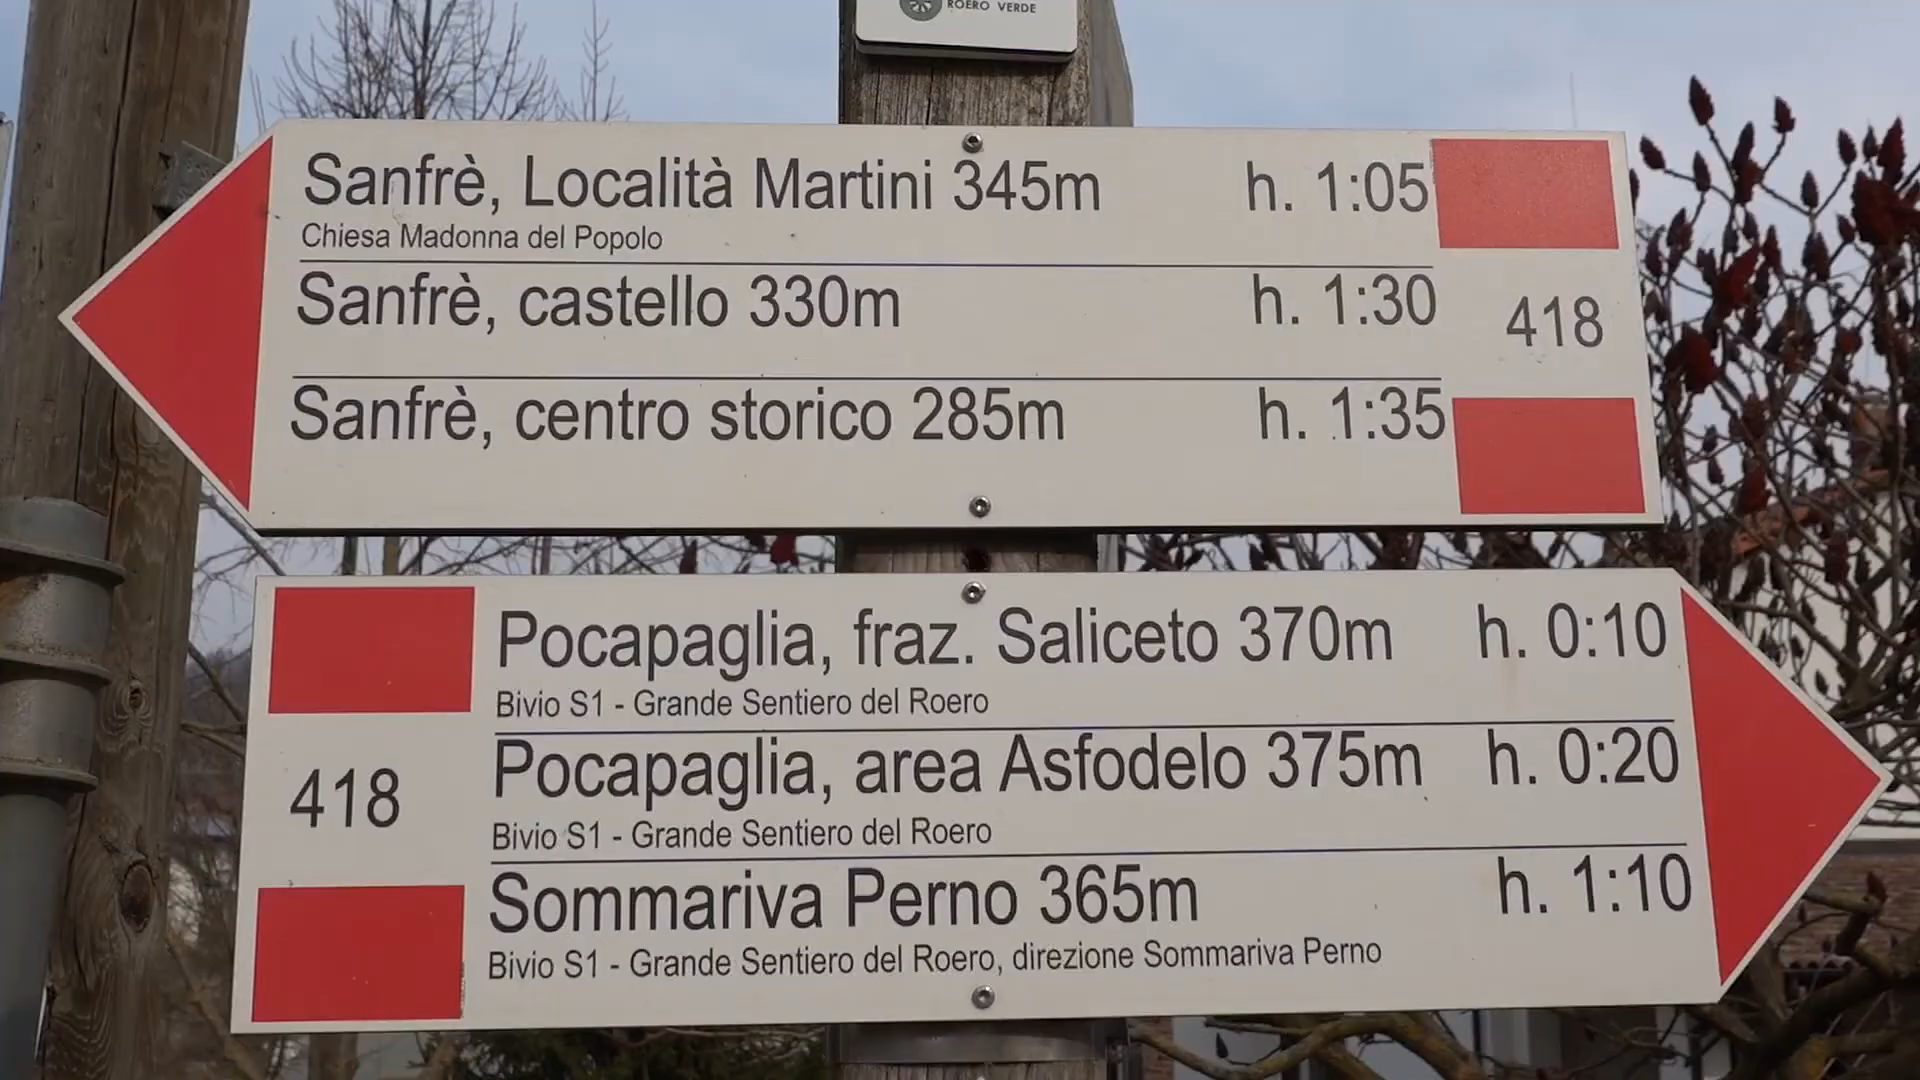 ROERO VERDE
Sanfrè, Località Martini 345m h. 1:05
Chiesa Madonna del Popolo
Sanfrè, castello 330m h. 1:30
418
Sanfrè, centro storico 285m h. 1:35
Pocapaglia, fraz. Saliceto 370m h. 0:10
Bivio S1 - Grande Sentiero del Roero
418
Pocapaglia, area Asfodelo 375m h. 0:20
Bivio S1 - Grande Sentiero del Roero
Sommariva Perno 365m h. 1:10
Bivio S1 - Grande Sentiero del Roero, direzione Sommariva Perno